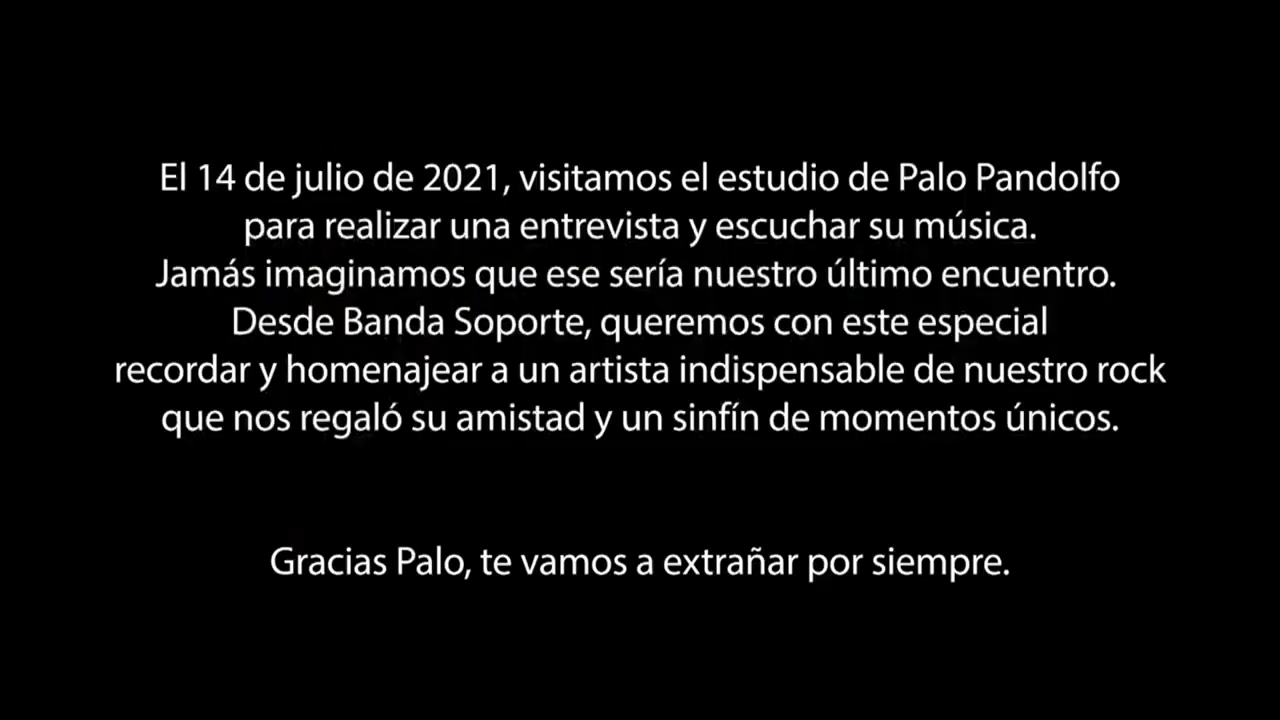 El 14 de julio de 2021, visitamos el estudio de Palo Pandolfo
para realizar una entrevista y escuchar su música.
Jamás imaginamos que ese sería nuestro último encuentro.
Desde Banda Soporte, queremos con este especial
recordar y homenajear a un artista indispensable de nuestro rock
que nos regaló su amistad y un sinfín de momentos únicos.
Gracias Palo, te vamos a extrañar por siempre.